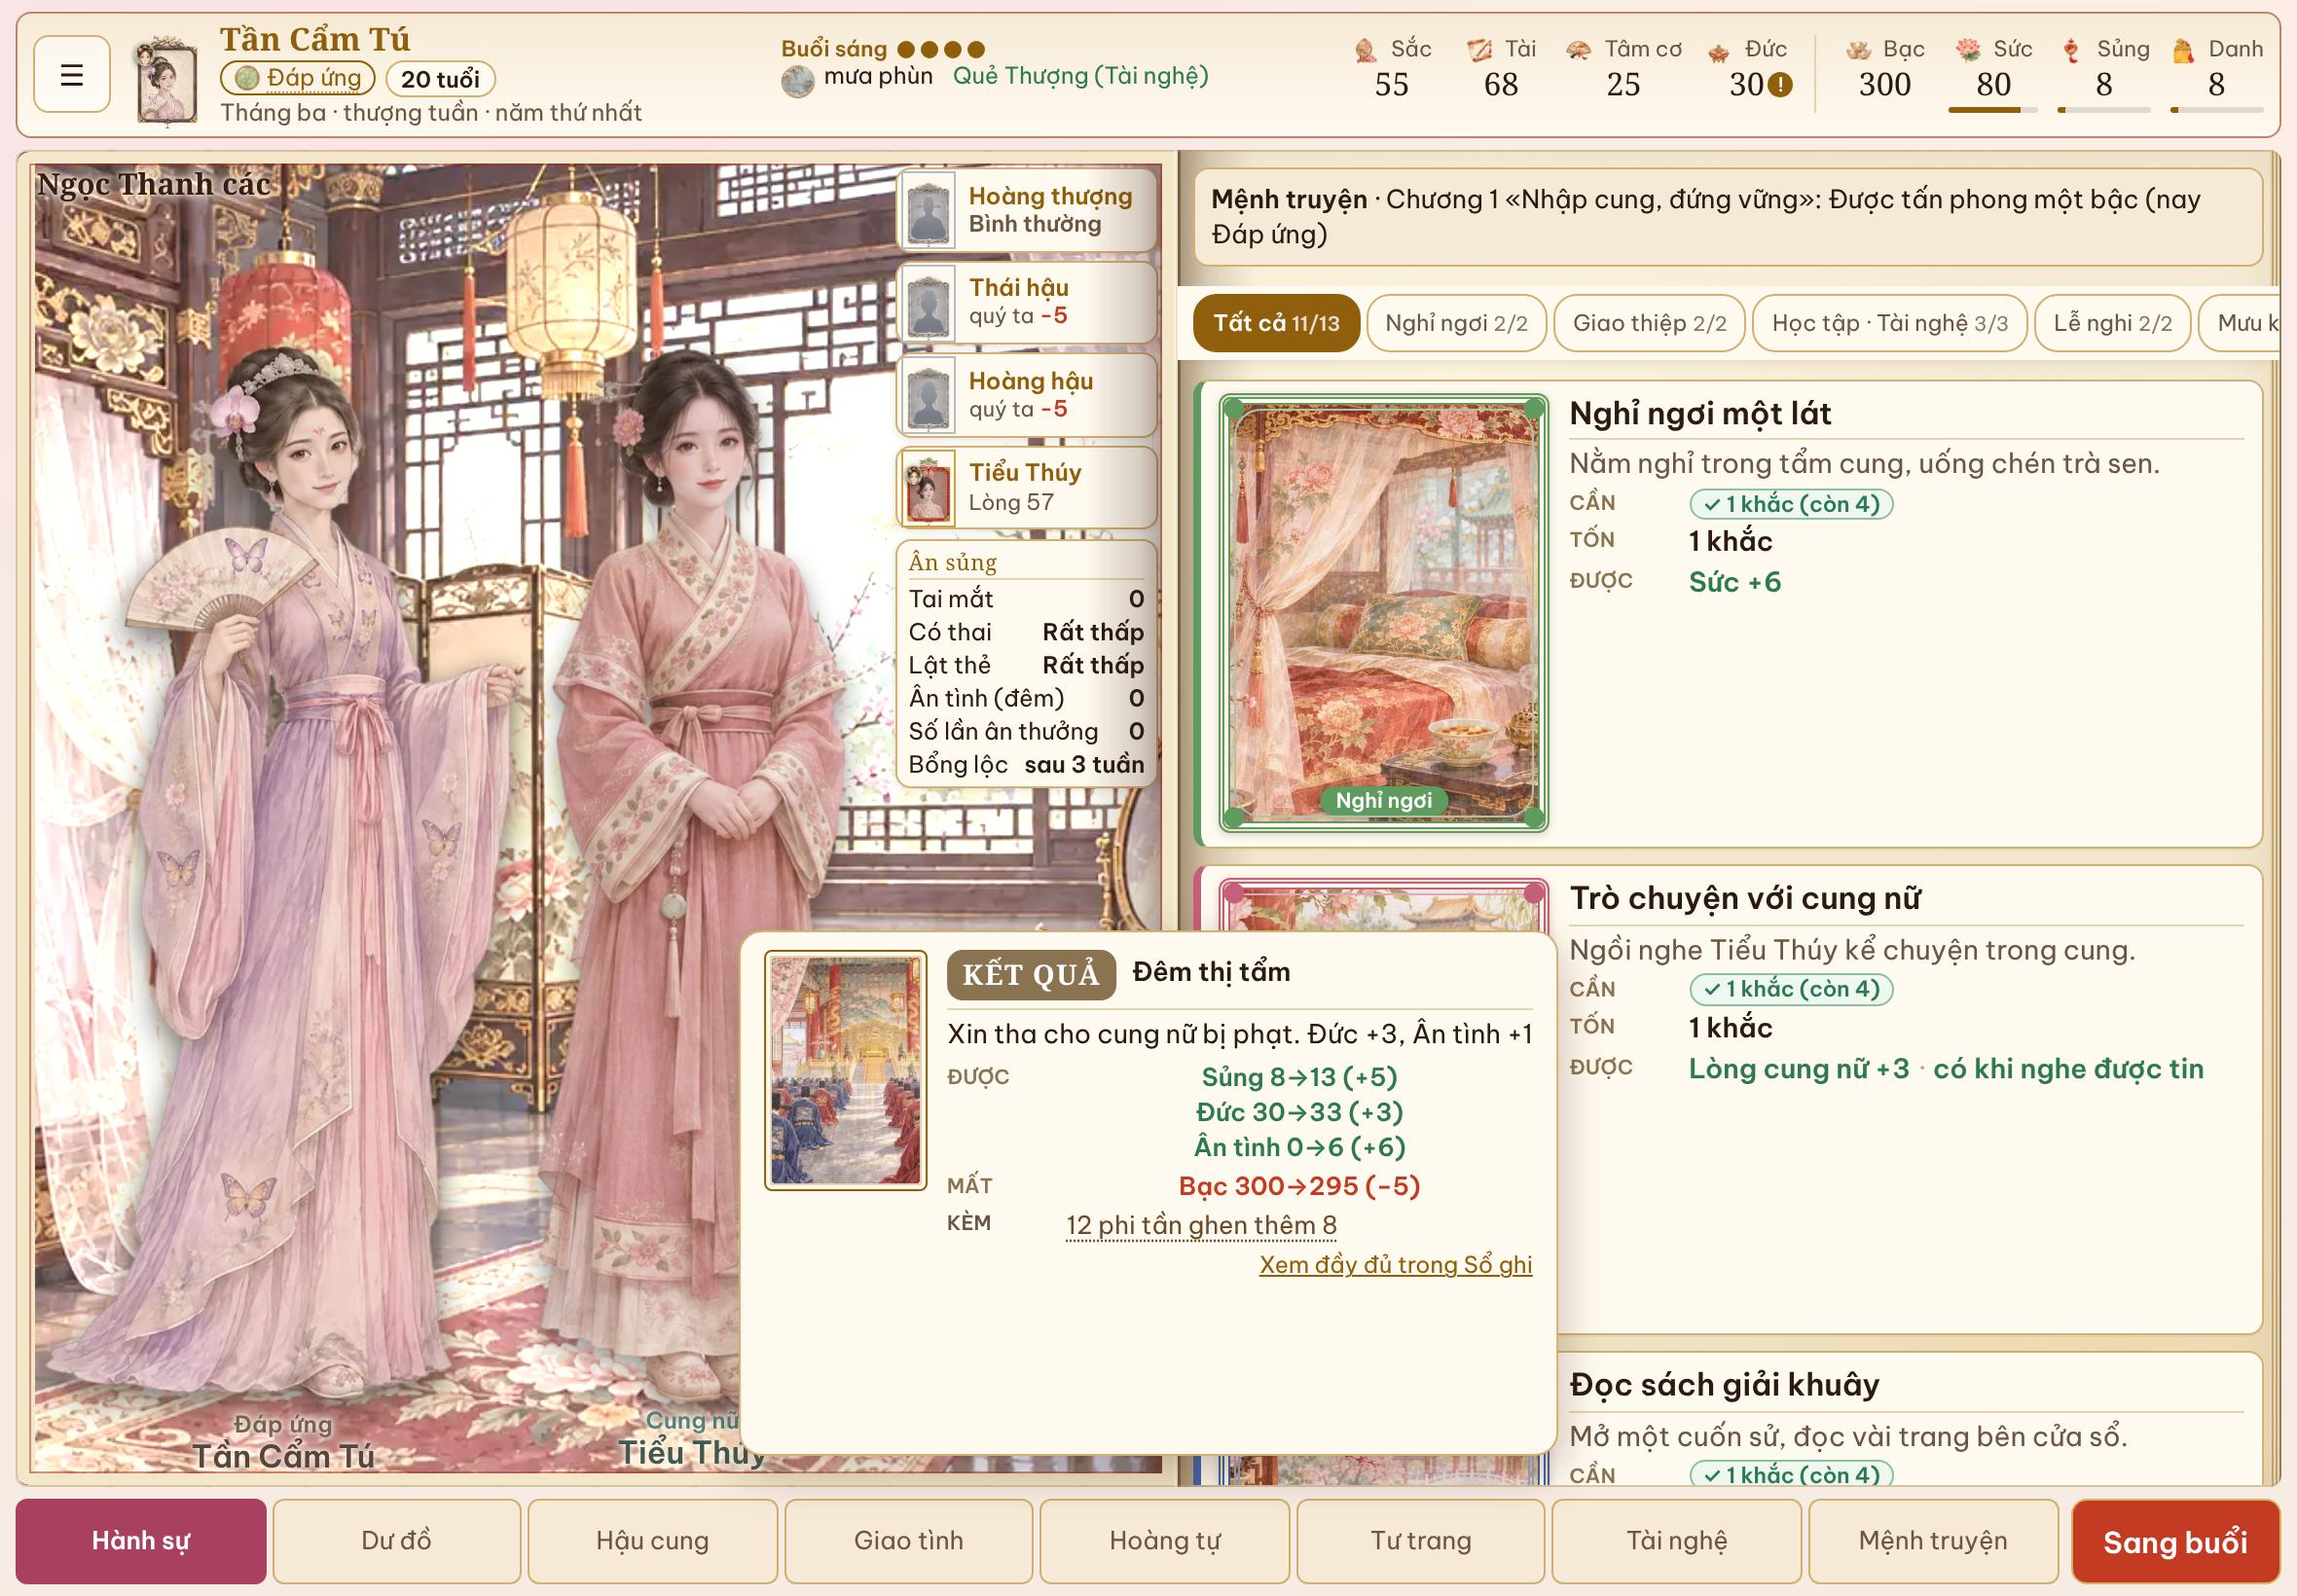 ☰
Tần Cẩm Tú
Đáp ứng
20 tuổi
Tháng ba · thượng tuần · năm thứ nhất
Buổi sáng
mưa phùn Quẻ Thượng (Tài nghệ)
Sắc
55
Tài
68
Tâm cơ
25
Đức
30
!
Bạc
300
Sức
80
Sủng
8
Danh
8
Ngọc Thanh các
Hoàng thượng
Bình thường
Thái hậu
quý ta -5
Hoàng hậu
quý ta -5
Tiểu Thúy
Lòng 57
Ân sủng
Tai mắt 0
Có thai Rất thấp
Lật thẻ Rất thấp
Ân tình (đêm) 0
Số lần ân thưởng 0
Bổng lộc sau 3 tuần
Đáp ứng
Tần Cẩm Tú
Cung nữ
Tiểu Thúy
Mệnh truyện · Chương 1 «Nhập cung, đứng vững»: Được tấn phong một bậc (nay
Đáp ứng)
Tất cả 11/13
Nghỉ ngơi 2/2
Giao thiệp 2/2
Học tập · Tài nghệ 3/3
Lễ nghi 2/2
Mưu k
Nghỉ ngơi
Nghỉ ngơi một lát
Nằm nghỉ trong tẩm cung, uống chén trà sen.
CẦN ✓ 1 khắc (còn 4)
TỐN 1 khắc
ĐƯỢC Sức +6
Trò chuyện với cung nữ
Ngồi nghe Tiểu Thúy kể chuyện trong cung.
CẦN ✓ 1 khắc (còn 4)
TỐN 1 khắc
ĐƯỢC Lòng cung nữ +3 · có khi nghe được tin
Đọc sách giải khuây
Mở một cuốn sử, đọc vài trang bên cửa sổ.
CẦN ✓ 1 khắc (còn 4)
KẾT QUẢ Đêm thị tẩm
Xin tha cho cung nữ bị phạt. Đức +3, Ân tình +1
ĐƯỢC Sủng 8→13 (+5)
Đức 30→33 (+3)
Ân tình 0→6 (+6)
MẤT Bạc 300→295 (−5)
KÈM 12 phi tần ghen thêm 8
Xem đầy đủ trong Sổ ghi
Hành sự
Dư đồ
Hậu cung
Giao tình
Hoàng tự
Tư trang
Tài nghệ
Mệnh truyện
Sang buổi